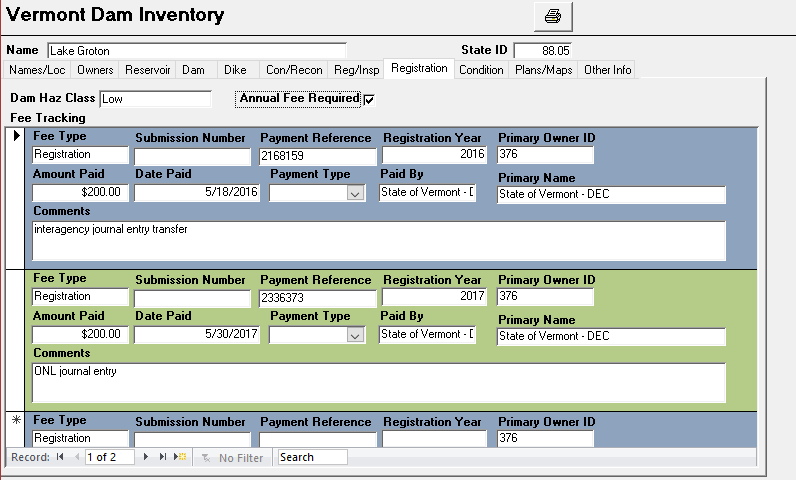 Vermont Dam Inventory
Name Lake Groton State ID 88.05
Names/Loc Owners Reservoir Dam Dike Con/Recon Reg/Insp Registration Condition Plans/Maps Other Info
Dam Haz Class Low Annual Fee Required
Fee Tracking
Fee Type Submission Number Payment Reference Registration Year Primary Owner ID
Registration 2168159 2016 376
Amount Paid Date Paid Payment Type Paid By Primary Name
$200.00 5/18/2016 State of Vermont - D State of Vermont - DEC
Comments
interagency journal entry transfer
Fee Type Submission Number Payment Reference Registration Year Primary Owner ID
Registration 2336373 2017 376
Amount Paid Date Paid Payment Type Paid By Primary Name
$200.00 5/30/2017 State of Vermont - D State of Vermont - DEC
Comments
ONL journal entry
* Fee Type Submission Number Payment Reference Registration Year Primary Owner ID
Registration 376
Record: 1 of 2 No Filter Search